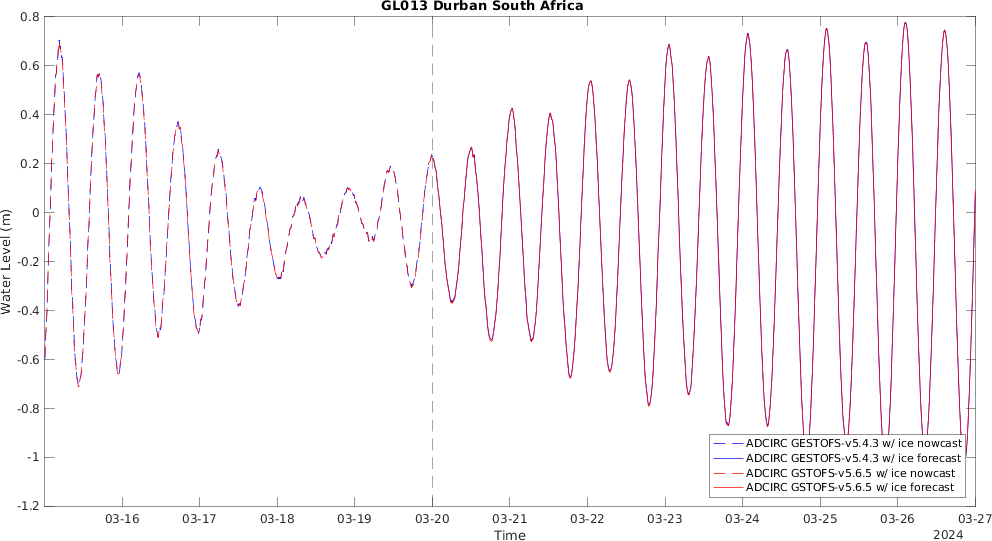 GL013 Durban South Africa
0.8
0.6
0.4
0.2
0
-0.2
-0.4
-0.6
-0.8
-1
-1.2
Water Level (m)
ADCIRC GESTOFS-v5.4.3 w/ ice nowcast
ADCIRC GESTOFS-v5.4.3 w/ ice forecast
ADCIRC GSTOFS-v5.6.5 w/ ice nowcast
ADCIRC GSTOFS-v5.6.5 w/ ice forecast
03-16 03-17 03-18 03-19 03-20 03-21 03-22 03-23 03-24 03-25 03-26 03-27
Time
2024